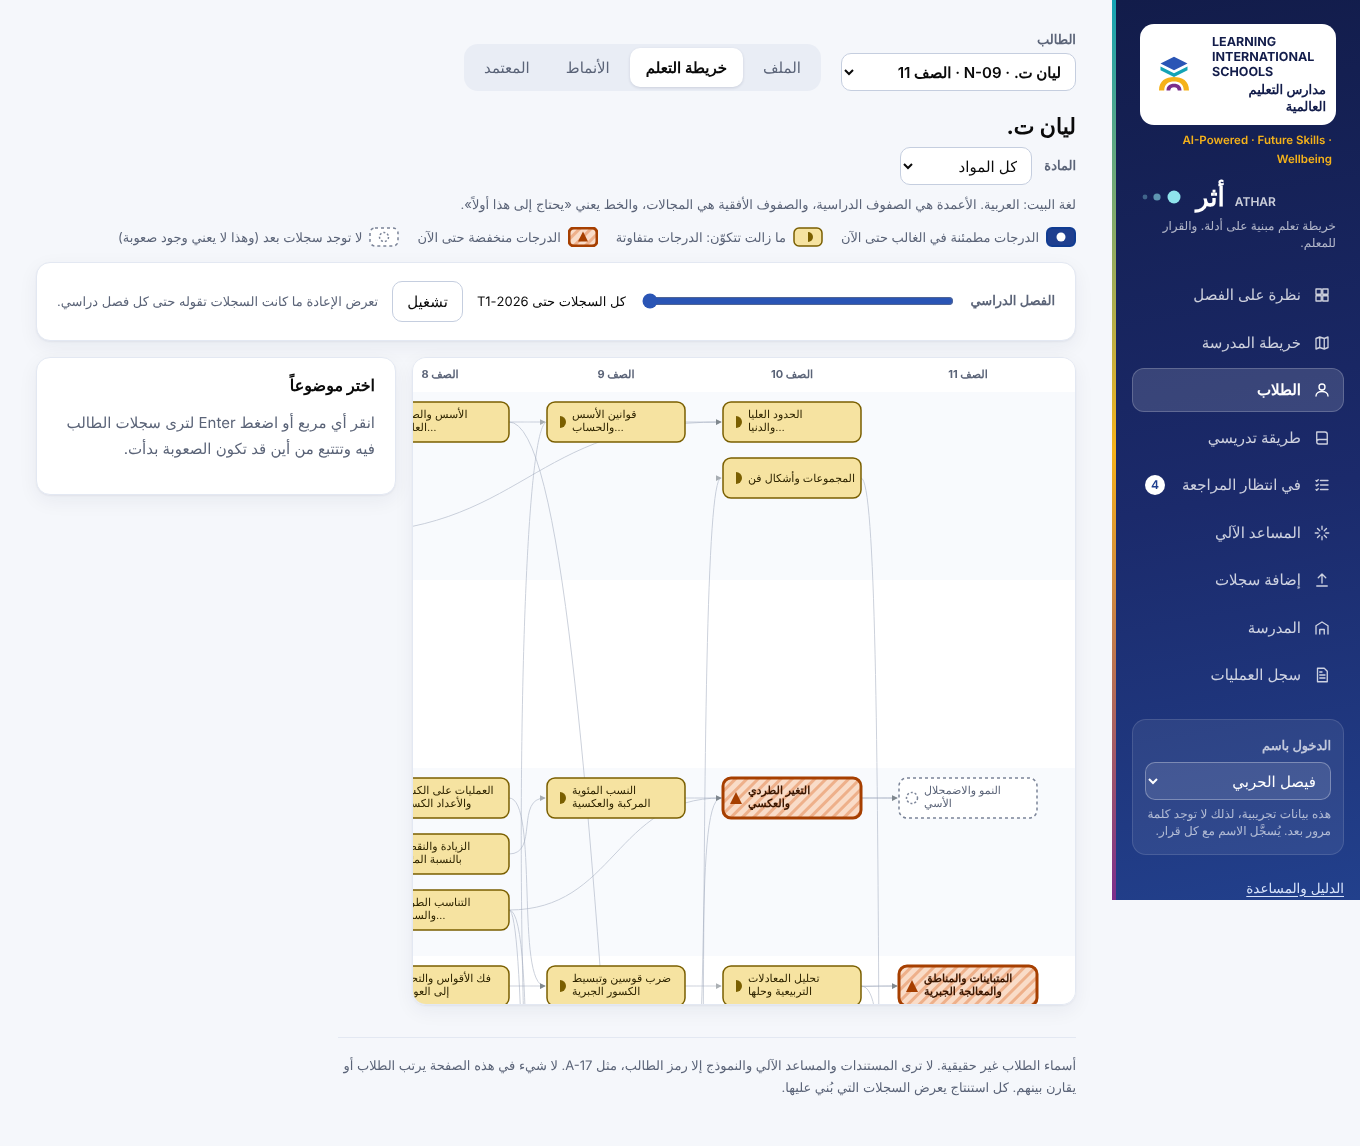 LEARNING
INTERNATIONAL
SCHOOLS
مدارس التعليم
العالمية
AI-Powered · Future Skills ·
Wellbeing
أثر ATHAR
خريطة تعلم مبنية على أدلة. والقرار
للمعلم.
نظرة على الفصل
خريطة المدرسة
الطلاب
طريقة تدريسي
في انتظار المراجعة 4
المساعد الآلي
إضافة سجلات
المدرسة
سجل العمليات
الدخول باسم
فيصل الحربي
هذه بيانات تجريبية، لذلك لا توجد كلمة
مرور بعد. يُسجَّل الاسم مع كل قرار.
الدليل والمساعدة
الطالب
ليان ت. · N-09 · الصف 11
الملف
خريطة التعلم
الأنماط
المعتمد
ليان ت.
المادة
كل المواد
لغة البيت: العربية. الأعمدة هي الصفوف الدراسية، والصفوف الأفقية هي المجالات، والخط يعني «يحتاج إلى هذا أولاً».
الدرجات مطمئنة في الغالب حتى الآن
ما زالت تتكوّن: الدرجات متفاوتة
الدرجات منخفضة حتى الآن
لا توجد سجلات بعد (وهذا لا يعني وجود صعوبة)
الفصل الدراسي
كل السجلات حتى 2026-T1
تشغيل
تعرض الإعادة ما كانت السجلات تقوله حتى كل فصل دراسي.
الصف 11
الصف 10
الصف 9
الصف 8
الحدود العليا
والدنيا...
قوانين الأسس
والحساب...
الأسس
المجموعات وأشكال فن
النمو والاضمحلال
الأسي
التغير الطردي
والعكسي
النسب المئوية
المركبة والعكسية
العمليات على
والأعداد
الزيادة
بالنسبة
التناسب
المتباينات والمناطق
والمعالجة الجبرية
تحليل المعادلات
التربيعية وحلها
ضرب قوسين وتبسيط
الكسور الجبرية
فك الأقواس
إلى
اختر موضوعاً
انقر أي مربع أو اضغط Enter لترى سجلات الطالب
فيه وتتتبع من أين قد تكون الصعوبة بدأت.
أسماء الطلاب غير حقيقية. لا ترى المستندات والمساعد الآلي والنموذج إلا رمز الطالب، مثل A-17. لا شيء في هذه الصفحة يرتب الطلاب أو
يقارن بينهم. كل استنتاج يعرض السجلات التي بُني عليها.